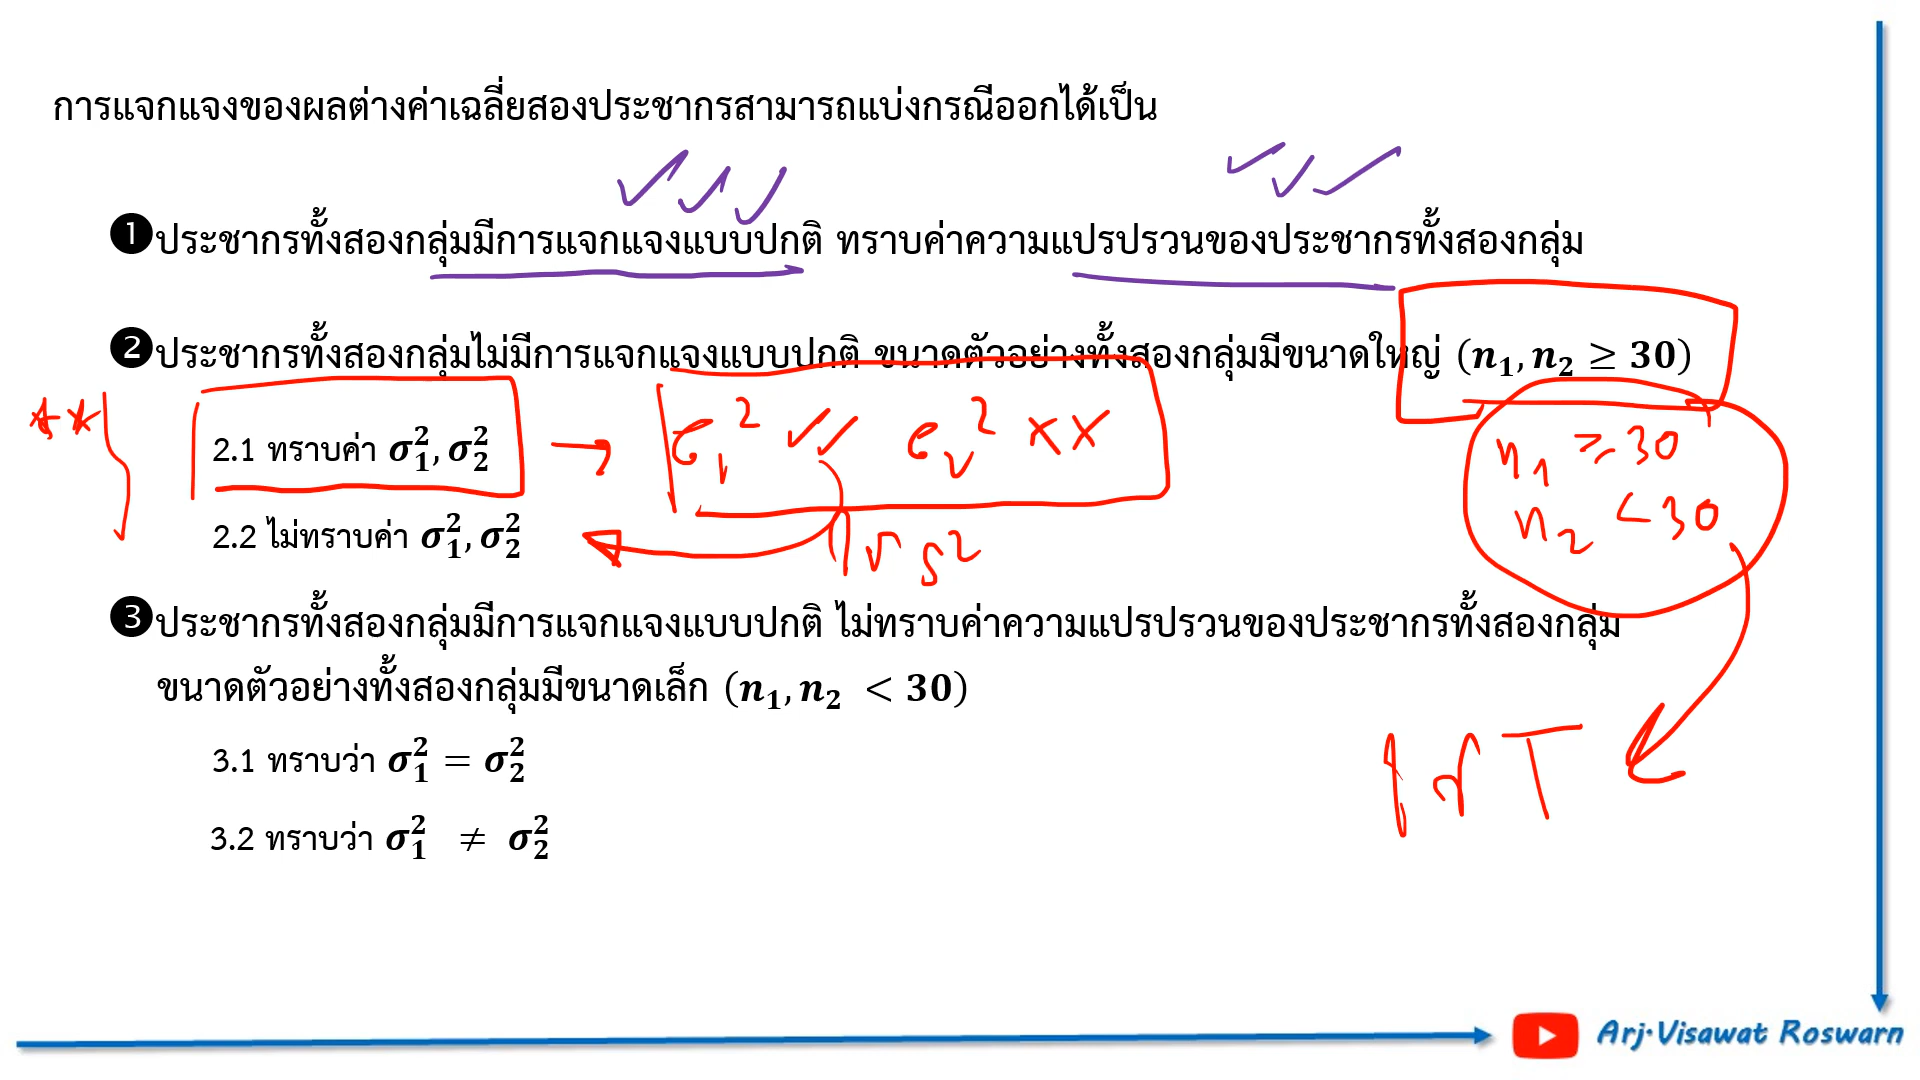 การแจกแจงของผลต่างค่าเฉลี่ยสองประชากรสามารถแบ่งกรณีออกได้เป็น
❶ประชากรทั้งสองกลุ่มมีการแจกแจงแบบปกติ ทราบค่าความแปรปรวนของประชากรทั้งสองกลุ่ม
❷ประชากรทั้งสองกลุ่มไม่มีการแจกแจงแบบปกติ ขนาดตัวอย่างทั้งสองกลุ่มมีขนาดใหญ่ (n₁, n₂ ≥ 30)
2.1 ทราบค่า σ₁², σ₂²
n₁ ≥ 30
n₂ < 30
2.2 ไม่ทราบค่า σ₁², σ₂²
s²
❸ประชากรทั้งสองกลุ่มมีการแจกแจงแบบปกติ ไม่ทราบค่าความแปรปรวนของประชากรทั้งสองกลุ่ม
ขนาดตัวอย่างทั้งสองกลุ่มมีขนาดเล็ก (n₁, n₂ < 30)
3.1 ทราบว่า σ₁² = σ₂²
T
3.2 ทราบว่า σ₁² ≠ σ₂²
Arj.Visawat Roswarn